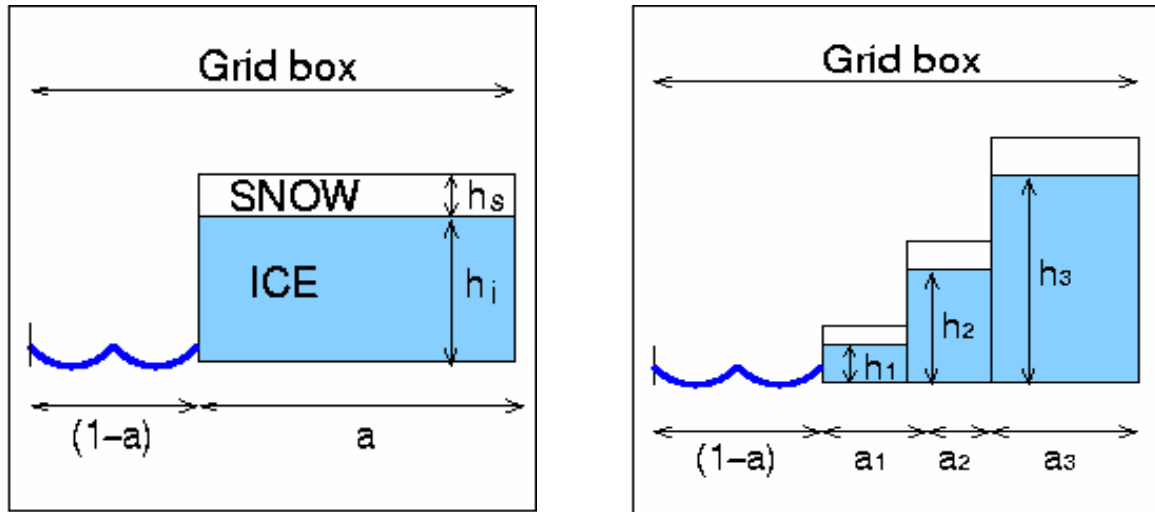 Grid box
SNOW
hs
ICE
hi
(1–a)
a
Grid box
h3
h2
h1
(1–a)
a1
a2
a3